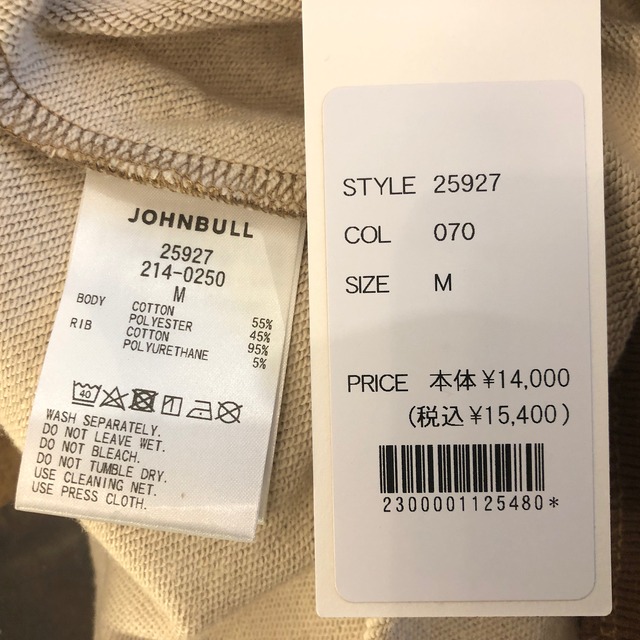 JOHNBULL
25927
214-0250
M
BODY COTTON 55%
POLYESTER 45%
RIB COTTON 95%
POLYURETHANE 5%
40
WASH SEPARATELY.
DO NOT LEAVE WET.
DO NOT BLEACH.
DO NOT TUMBLE DRY.
USE CLEANING NET.
USE PRESS CLOTH.
STYLE 25927
COL 070
SIZE M
PRICE 本体 ¥14,000
(税込 ¥15,400)
2300001125480*